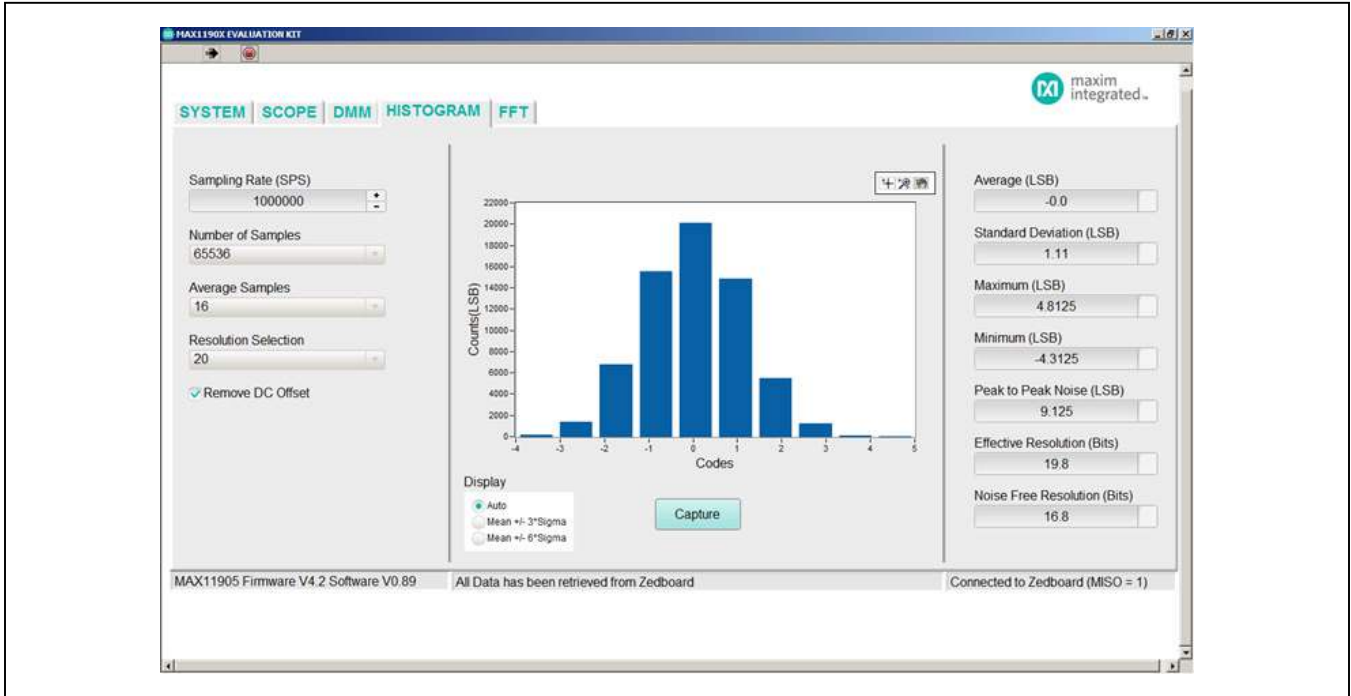 MAX1190X EVALUATION KIT
maxim
integrated™
SYSTEM SCOPE DMM HISTOGRAM FFT
Sampling Rate (SPS)
1000000
Number of Samples
65536
Average Samples
16
Resolution Selection
20
Remove DC Offset
22000
20000
18000
16000
14000
12000
10000
8000
6000
4000
2000
0
Counts(LSB)
-4 -3 -2 -1 0 1 2 3 4 5
Codes
Display
Auto
Mean +/- 3*Sigma
Mean +/- 6*Sigma
Capture
Average (LSB)
-0.0
Standard Deviation (LSB)
1.11
Maximum (LSB)
4.8125
Minimum (LSB)
-4.3125
Peak to Peak Noise (LSB)
9.125
Effective Resolution (Bits)
19.8
Noise Free Resolution (Bits)
16.8
MAX11905 Firmware V4.2 Software V0.89
All Data has been retrieved from Zedboard
Connected to Zedboard (MISO = 1)